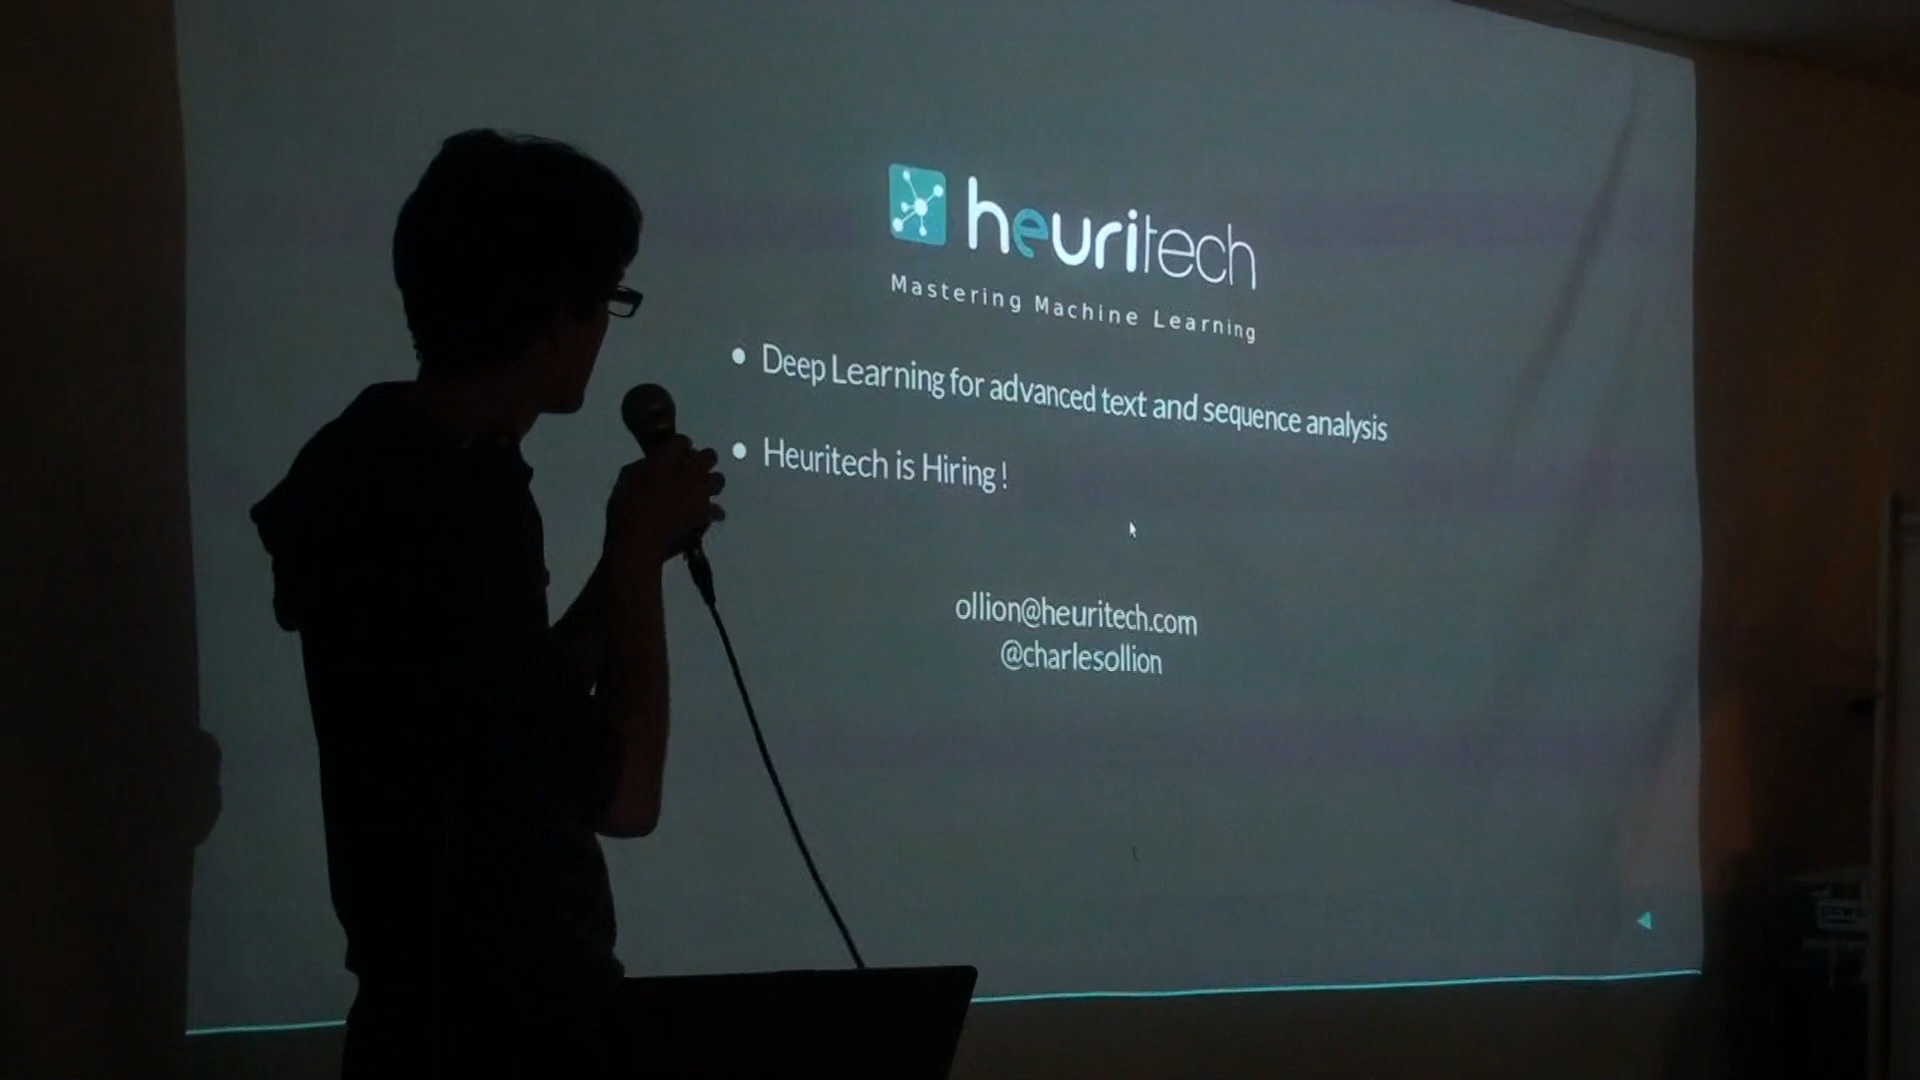 heuritech
Mastering Machine Learning
• Deep Learning for advanced text and sequence analysis
• Heuritech is Hiring !
ollion@heuritech.com
@charlesollion